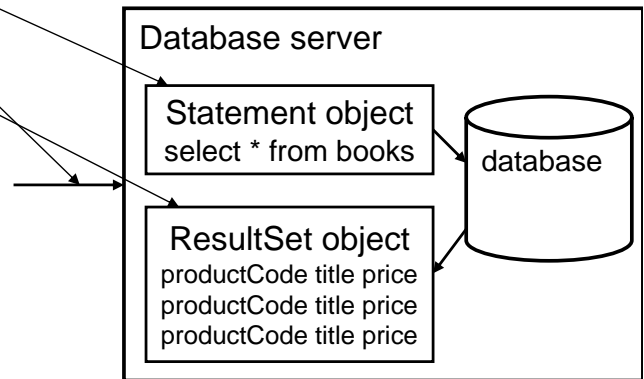 Database server
Statement object
select * from books
database
ResultSet object
productCode title price
productCode title price
productCode title price